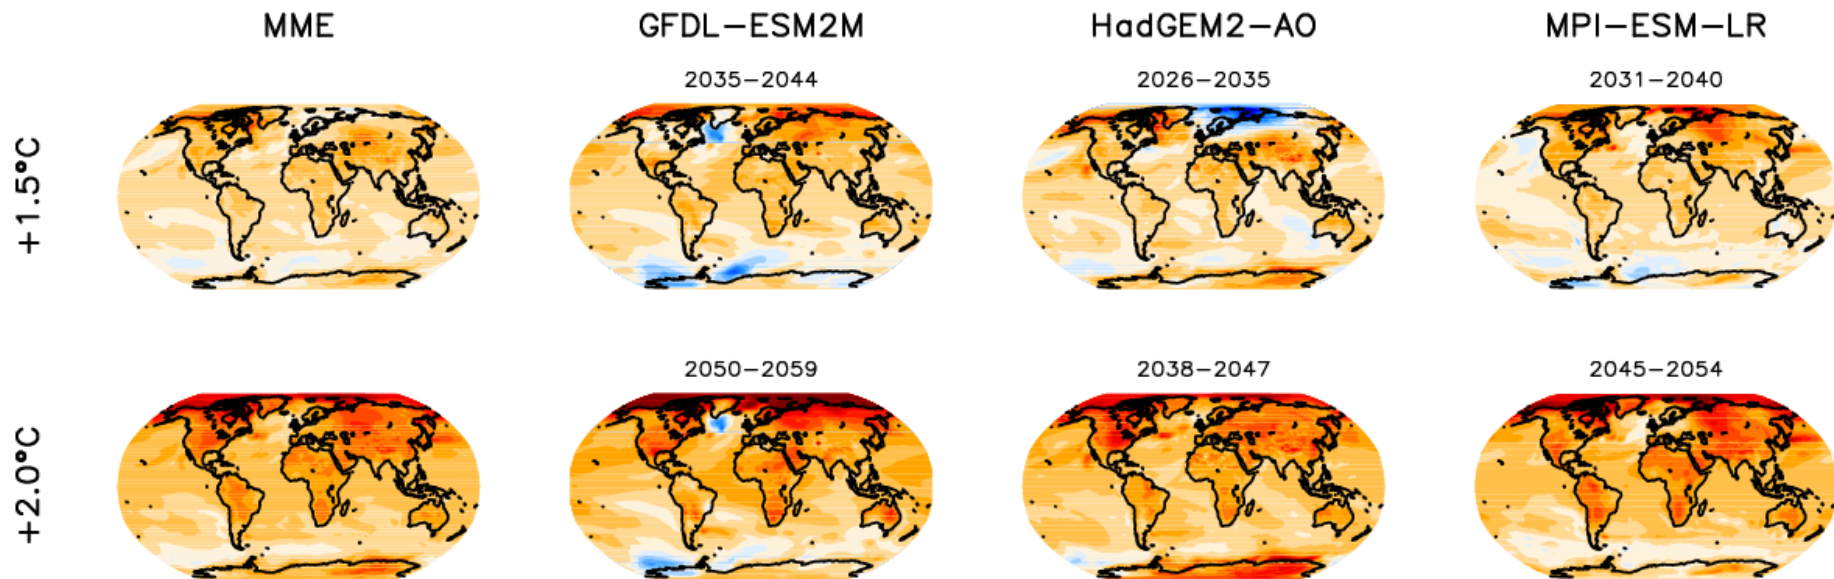 MME GFDL−ESM2M HadGEM2−AO MPI−ESM−LR
2035−2044 2026−2035 2031−2040
+1.5°C
2050−2059 2038−2047 2045−2054
+2.0°C